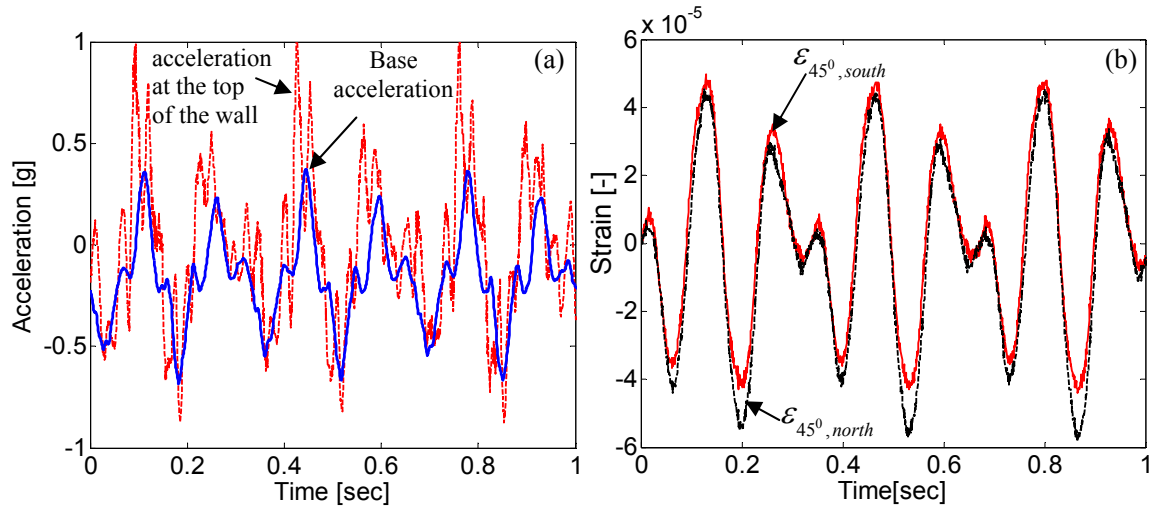 1
0.5
0
-0.5
-1
0
0.2
0.4
0.6
0.8
1
Acceleration [g]
Time [sec]
(a)
acceleration
at the top
of the wall
Base
acceleration
6 x 10⁻⁵
4
2
0
-2
-4
-6
0
0.2
0.4
0.6
0.8
1
Strain [-]
Time[sec]
(b)
ε45⁰,south
ε45⁰,north